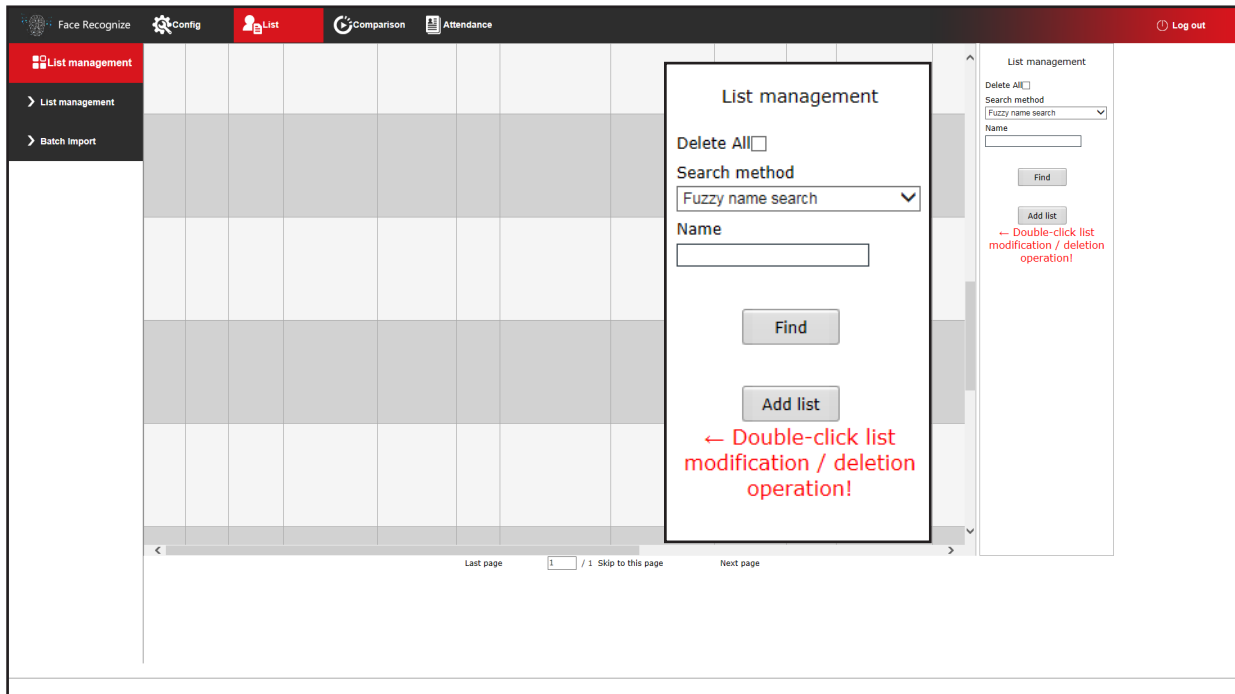 Face Recognize
Config
List
Comparison
Attendance
Log out
List management
List management
Batch Import
List management
Delete All
Search method
Fuzzy name search
Name
Find
Add list
← Double-click list
modification / deletion
operation!
List management
Delete All
Search method
Fuzzy name search
Name
Find
Add list
← Double-click list
modification / deletion
operation!
Last page 1 / 1 Skip to this page Next page